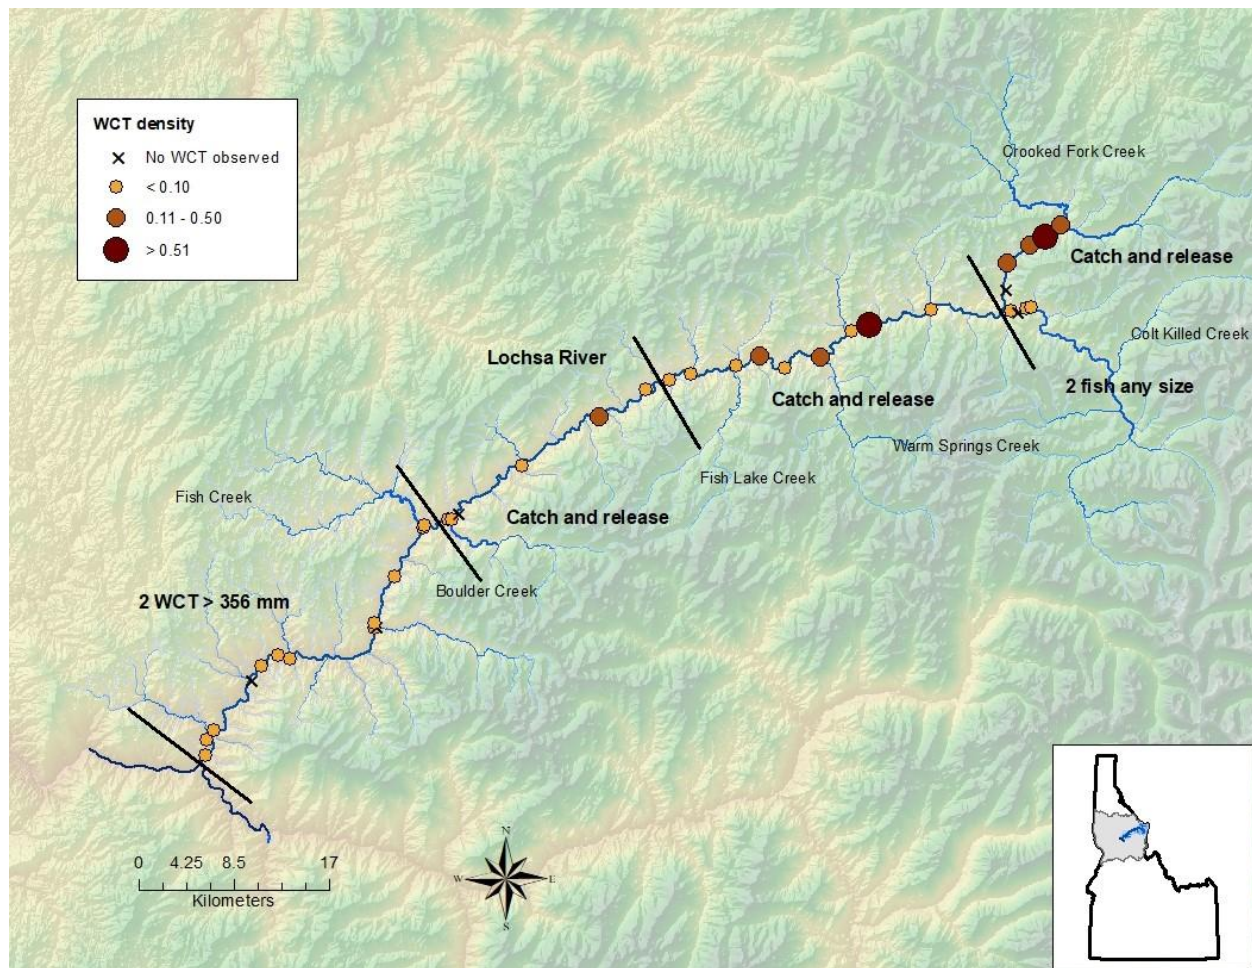 WCT density
No WCT observed
< 0.10
0.11 - 0.50
> 0.51
Crooked Fork Creek
Catch and release
Colt Killed Creek
Lochsa River
2 fish any size
Catch and release
Warm Springs Creek
Fish Lake Creek
Fish Creek
Catch and release
Boulder Creek
2 WCT > 356 mm
0 4.25 8.5 17
Kilometers
N
W E
S